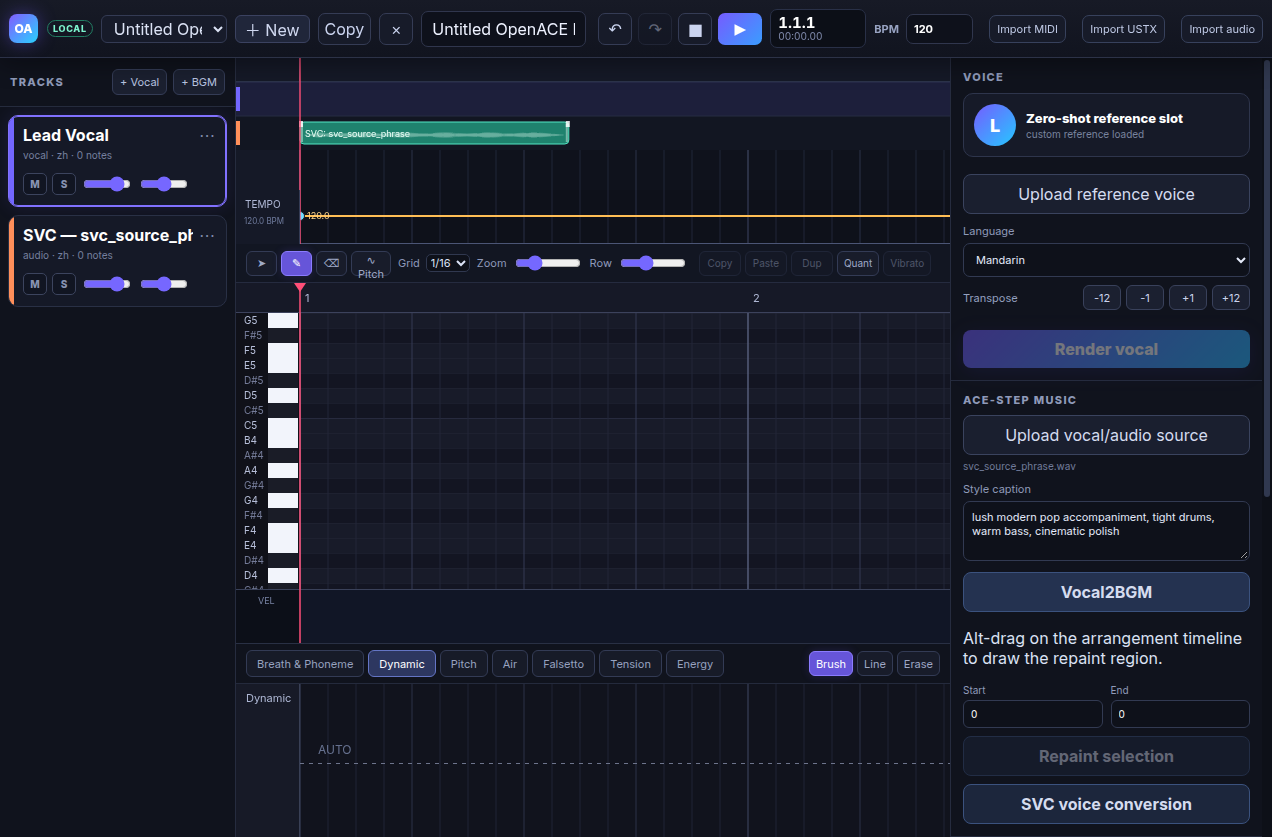 OA LOCAL Untitled Ope + New Copy × Untitled OpenACE 1.1.1 00:00.00 BPM 120 Import MIDI Import USTX Import audio
TRACKS + Vocal + BGM
Lead Vocal
vocal · zh · 0 notes
M S
SVC — svc_source_ph
audio · zh · 0 notes
M S
SVC: svc_source_phrase
TEMPO
120.0 BPM
120.0
Pitch Grid 1/16 Zoom Row Copy Paste Dup Quant Vibrato
1 2
G5
F#5
F5
E5
D#5
D5
C#5
C5
B4
A#4
A4
G#4
G4
F#4
F4
E4
D#4
D4
C#4
VEL
Breath & Phoneme Dynamic Pitch Air Falsetto Tension Energy Brush Line Erase
Dynamic
AUTO
VOICE
L
Zero-shot reference slot
custom reference loaded
Upload reference voice
Language
Mandarin
Transpose -12 -1 +1 +12
Render vocal
ACE-STEP MUSIC
Upload vocal/audio source
svc_source_phrase.wav
Style caption
lush modern pop accompaniment, tight drums,
warm bass, cinematic polish
Vocal2BGM
Alt-drag on the arrangement timeline
to draw the repaint region.
Start End
0 0
Repaint selection
SVC voice conversion